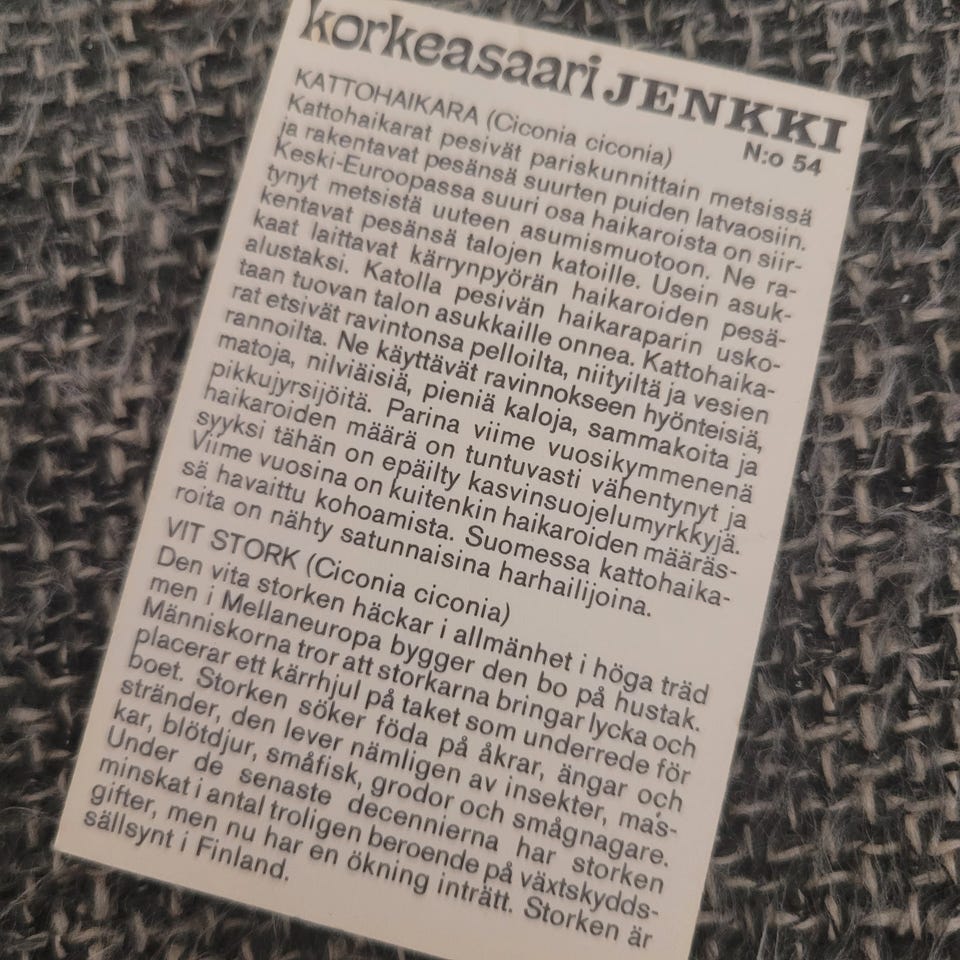 korkeasaari JENKKI
N:o 54
KATTOHAIKARA (Ciconia ciconia)
Kattohaikarat pesivät pariskunnittain metsissä
ja rakentavat pesänsä suurten puiden latvaosiin.
Keski-Euroopassa suuri osa haikaroista on siir-
tynyt metsistä uuteen asumismuotoon. Ne ra-
kentavat pesänsä talojen katoille. Usein asuk-
kaat laittavat kärrynpyörän haikaroiden pesä-
alustaksi. Katolla pesivän haikaraparin usko-
taan tuovan talon asukkaille onnea. Kattohaika-
rat etsivät ravintonsa pelloilta, niityiltä ja vesien
rannoilta. Ne käyttävät ravinnokseen hyönteisiä,
matoja, nilviäisiä, pieniä kaloja, sammakoita ja
pikkujyrsijöitä. Parina viime vuosikymmenenä
haikaroiden määrä on tuntuvasti vähentynyt ja
syyksi tähän on epäilty kasvinsuojelumyrkkyjä.
Viime vuosina on kuitenkin haikaroiden määräs-
sä havaittu kohoamista. Suomessa kattohaika-
roita on nähty satunnaisina harhailijoina.
VIT STORK (Ciconia ciconia)
Den vita storken häckar i allmänhet i höga träd
men i Mellaneuropa bygger den bo på hustak.
Människorna tror att storkarna bringar lycka och
placerar ett kärrhjul på taket som underrede för
boet. Storken söker föda på åkrar, ängar och
stränder, den lever nämligen av insekter, mas-
kar, blötdjur, småfisk, grodor och smågnagare.
Under de senaste decennierna har storken
minskat i antal troligen beroende på växtskydds-
gifter, men nu har en ökning inträtt. Storken är
sällsynt i Finland.